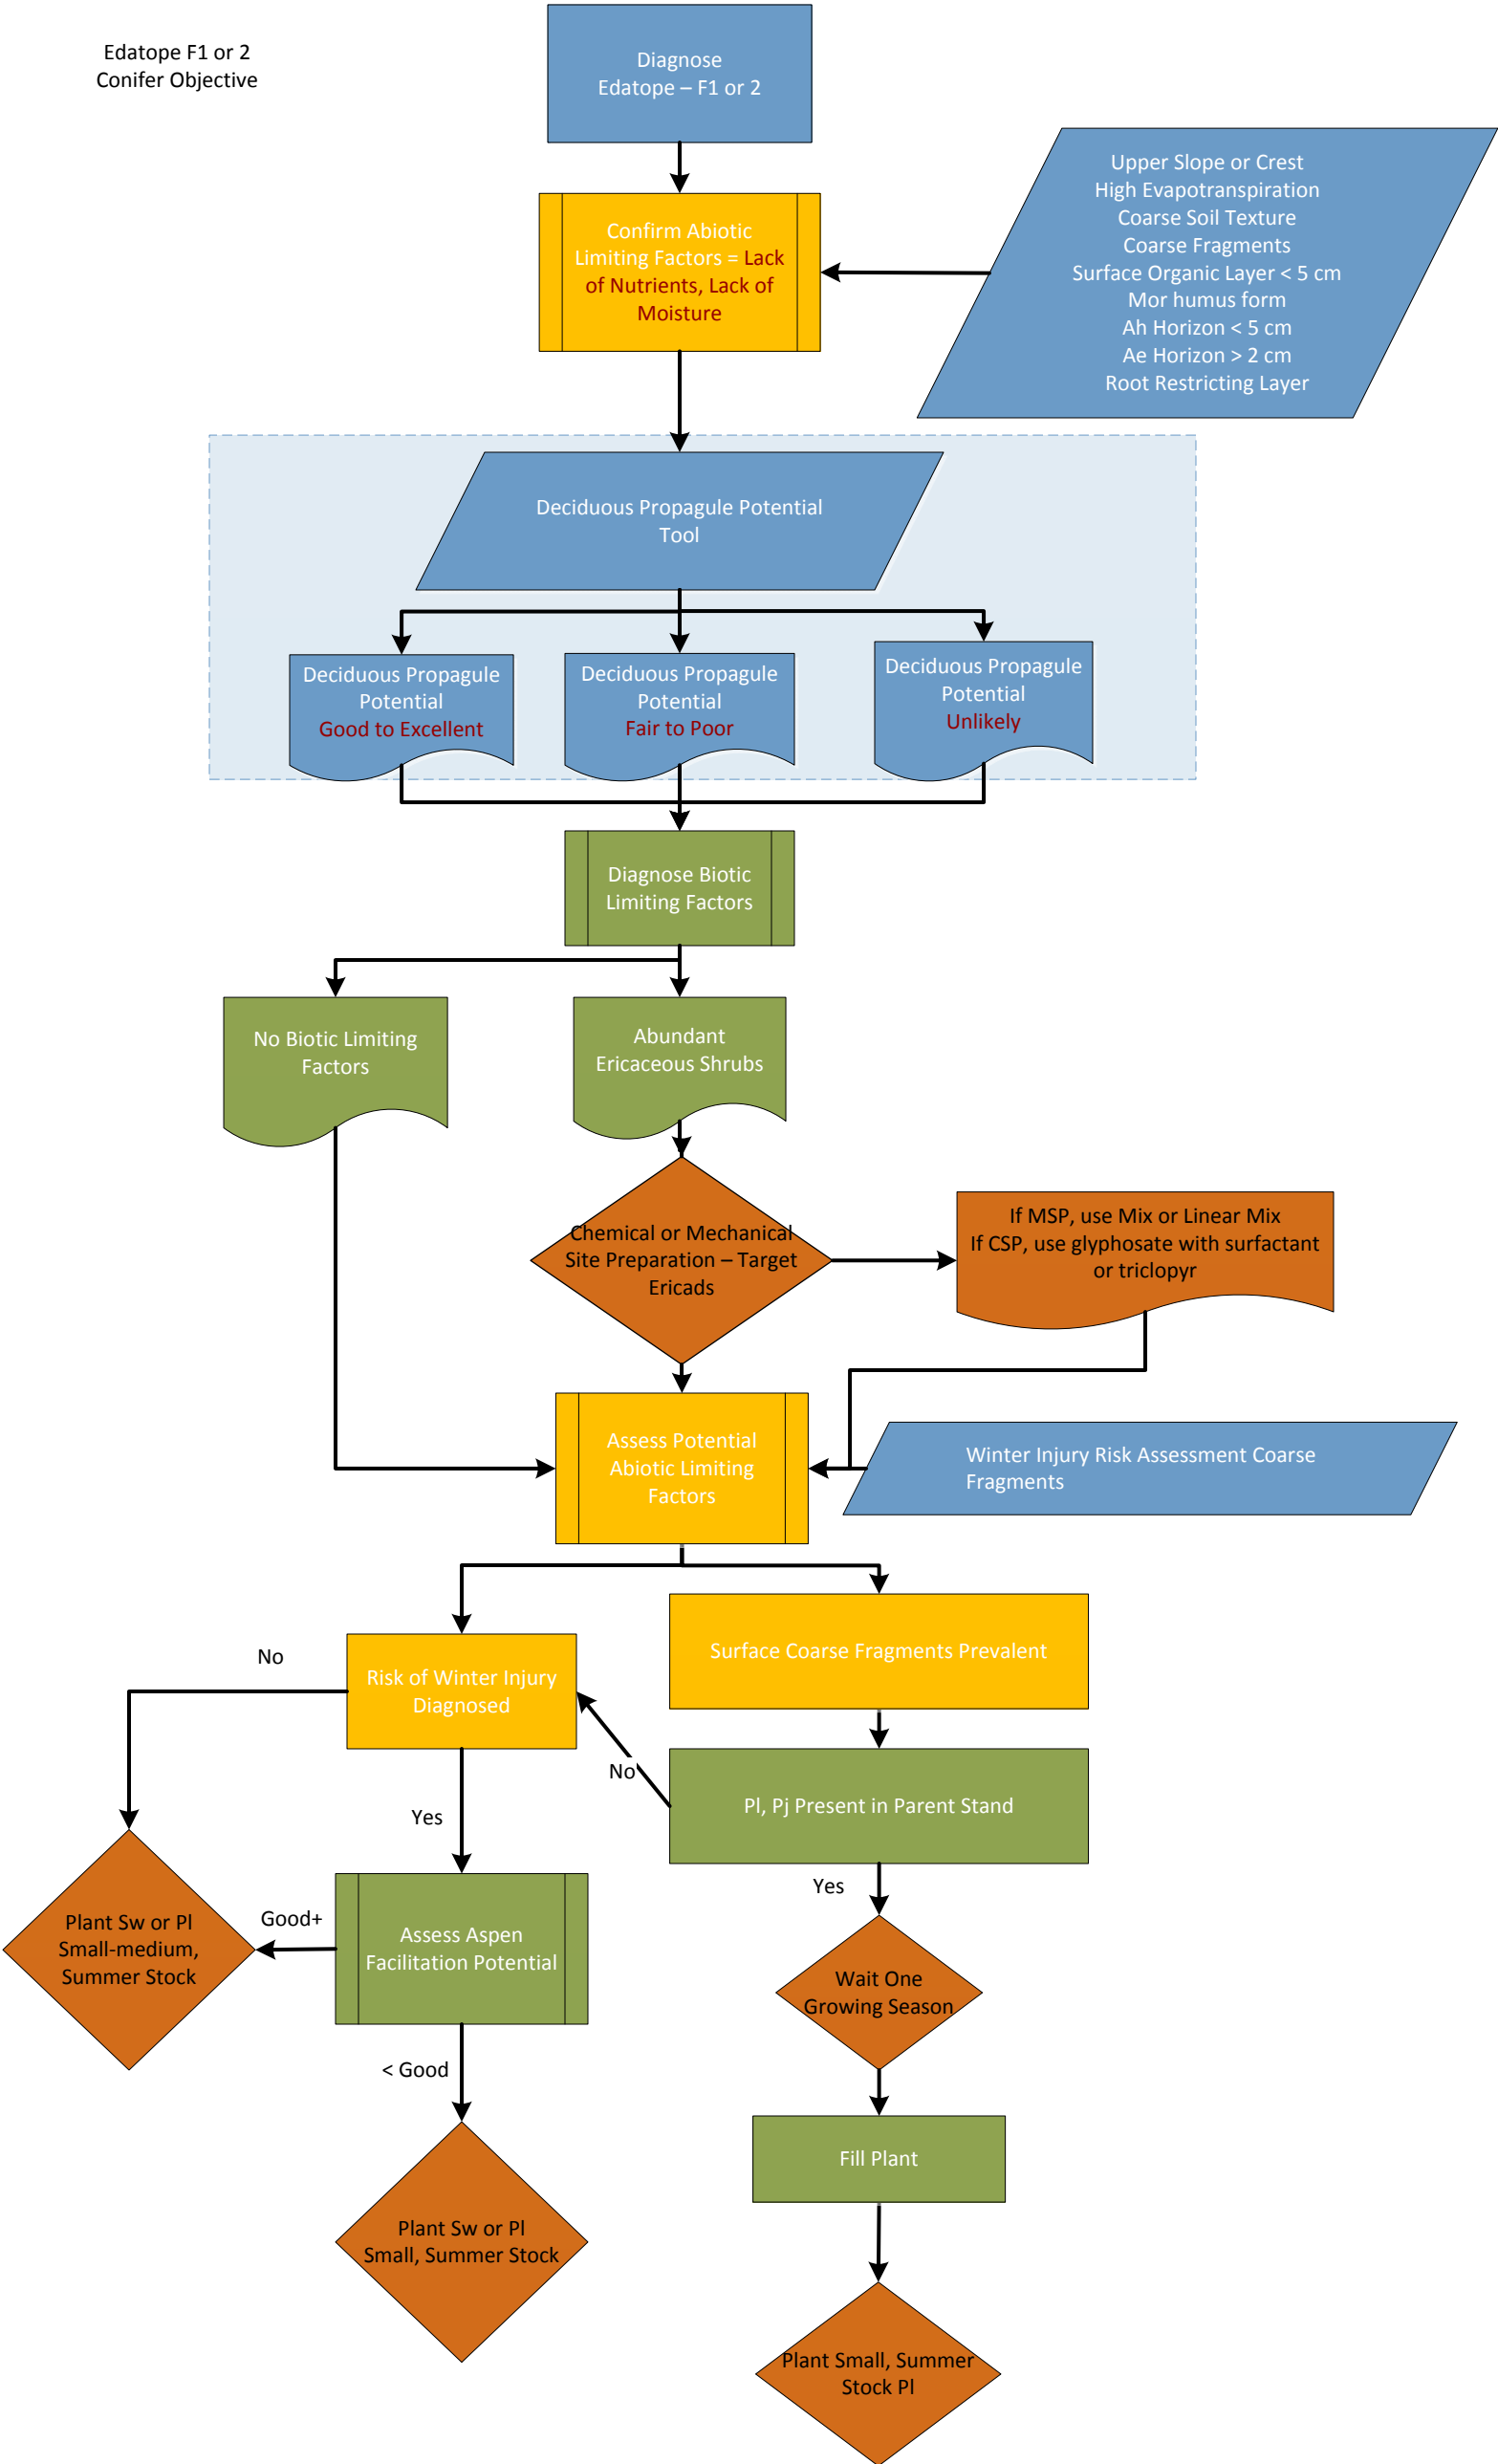 Edatope F1 or 2
Conifer Objective
Diagnose
Edatope – F1 or 2
Upper Slope or Crest
High Evapotranspiration
Coarse Soil Texture
Coarse Fragments
Surface Organic Layer < 5 cm
Mor humus form
Ah Horizon < 5 cm
Ae Horizon > 2 cm
Root Restricting Layer
Confirm Abiotic
Limiting Factors = Lack
of Nutrients, Lack of
Moisture
Deciduous Propagule Potential
Tool
Deciduous Propagule
Potential
Good to Excellent
Deciduous Propagule
Potential
Fair to Poor
Deciduous Propagule
Potential
Unlikely
Diagnose Biotic
Limiting Factors
No Biotic Limiting
Factors
Abundant
Ericaceous Shrubs
Chemical or Mechanical
Site Preparation – Target
Ericads
If MSP, use Mix or Linear Mix
If CSP, use glyphosate with surfactant
or triclopyr
Assess Potential
Abiotic Limiting
Factors
Winter Injury Risk Assessment Coarse
Fragments
Surface Coarse Fragments Prevalent
No
Risk of Winter Injury
Diagnosed
No
Pl, Pj Present in Parent Stand
Yes
Yes
Plant Sw or Pl
Small-medium,
Summer Stock
Good+
Assess Aspen
Facilitation Potential
Wait One
Growing Season
< Good
Fill Plant
Plant Sw or Pl
Small, Summer Stock
Plant Small, Summer
Stock Pl